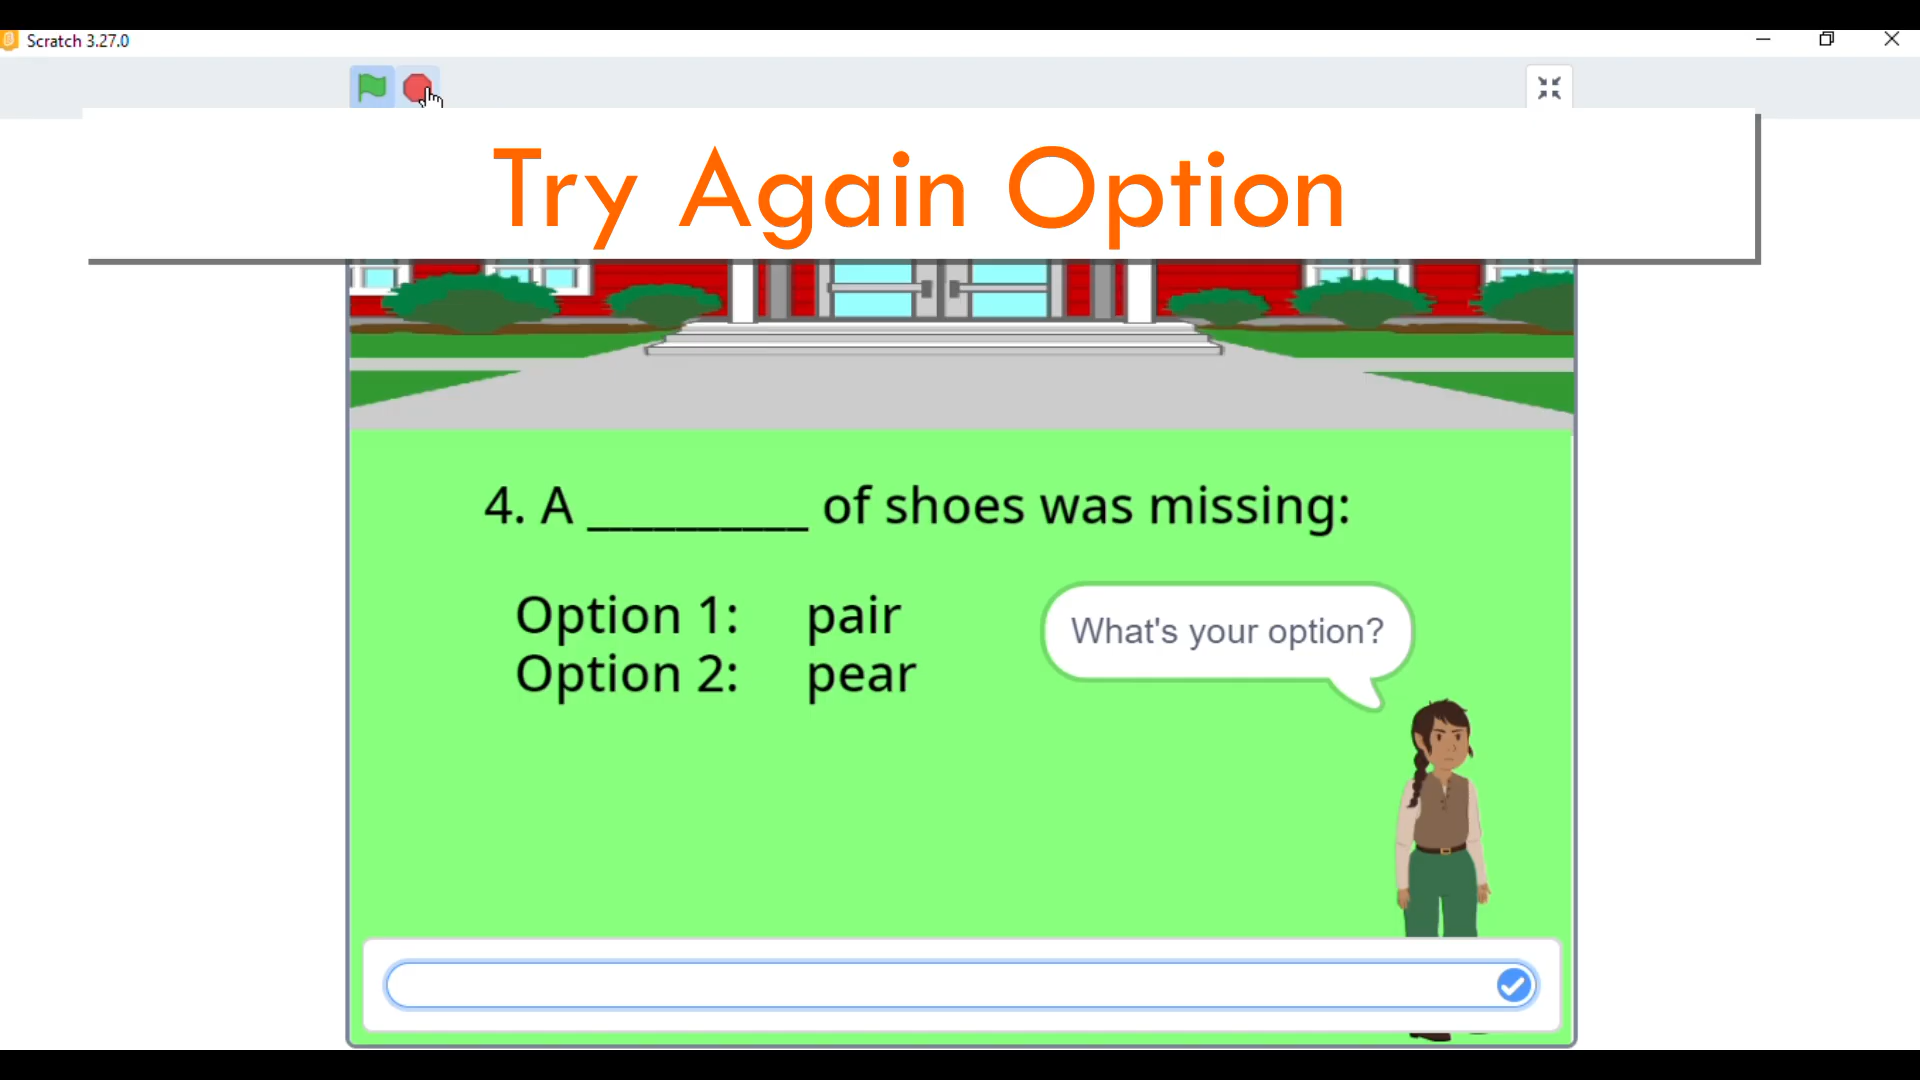 Scratch 3.27.0
Try Again Option
4. A __________ of shoes was missing:
Option 1: pair
Option 2: pear
What's your option?